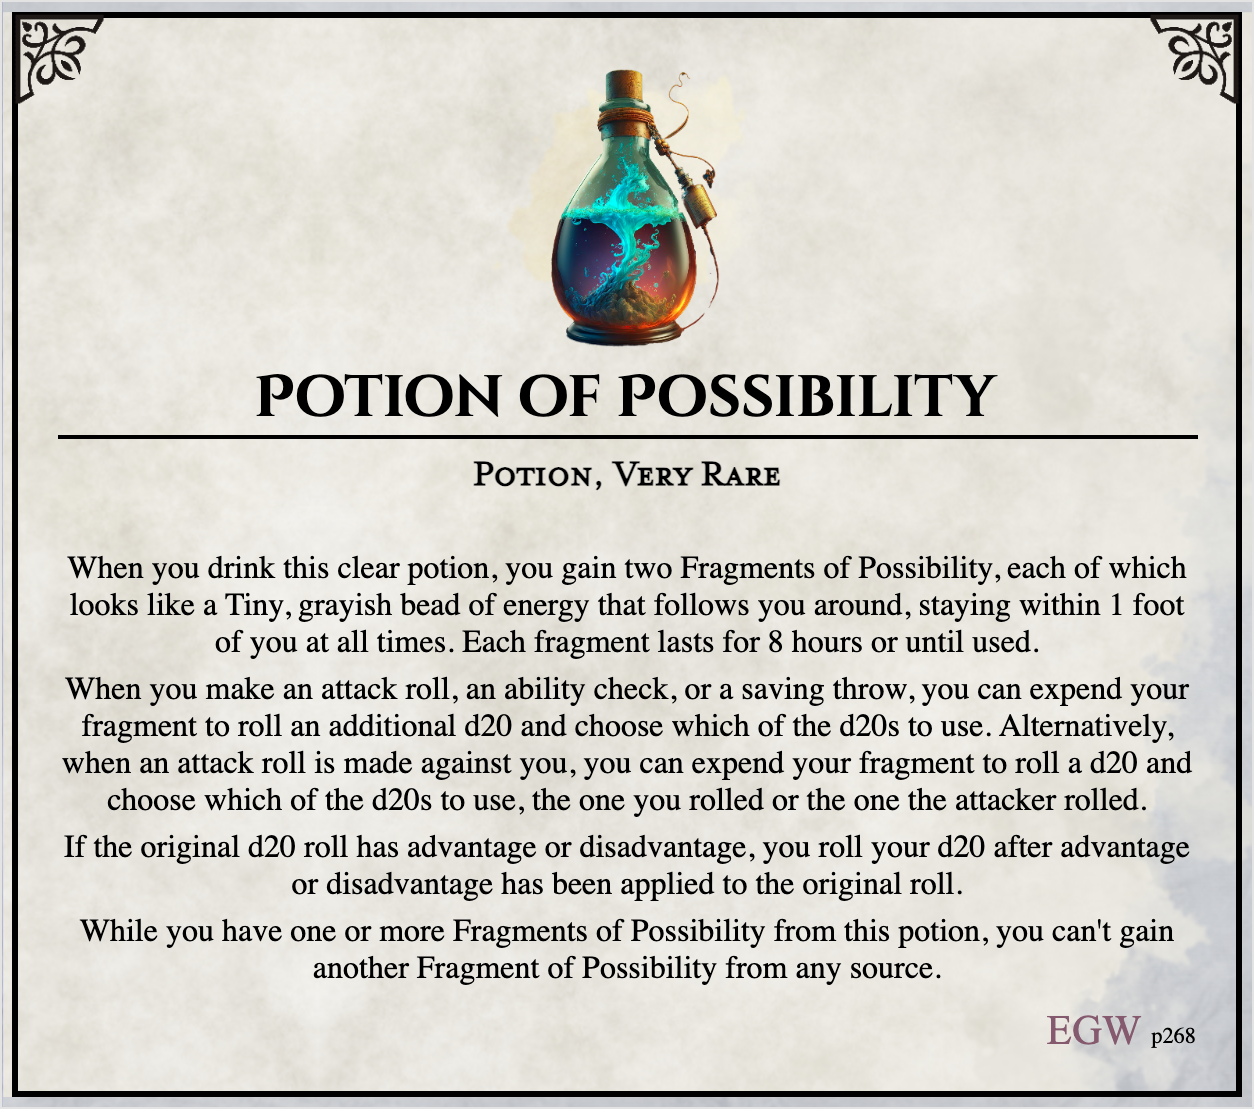 Potion of Possibility
Potion, Very Rare
When you drink this clear potion, you gain two Fragments of Possibility, each of which
looks like a Tiny, grayish bead of energy that follows you around, staying within 1 foot
of you at all times. Each fragment lasts for 8 hours or until used.
When you make an attack roll, an ability check, or a saving throw, you can expend your
fragment to roll an additional d20 and choose which of the d20s to use. Alternatively,
when an attack roll is made against you, you can expend your fragment to roll a d20 and
choose which of the d20s to use, the one you rolled or the one the attacker rolled.
If the original d20 roll has advantage or disadvantage, you roll your d20 after advantage
or disadvantage has been applied to the original roll.
While you have one or more Fragments of Possibility from this potion, you can't gain
another Fragment of Possibility from any source.
EGW p268